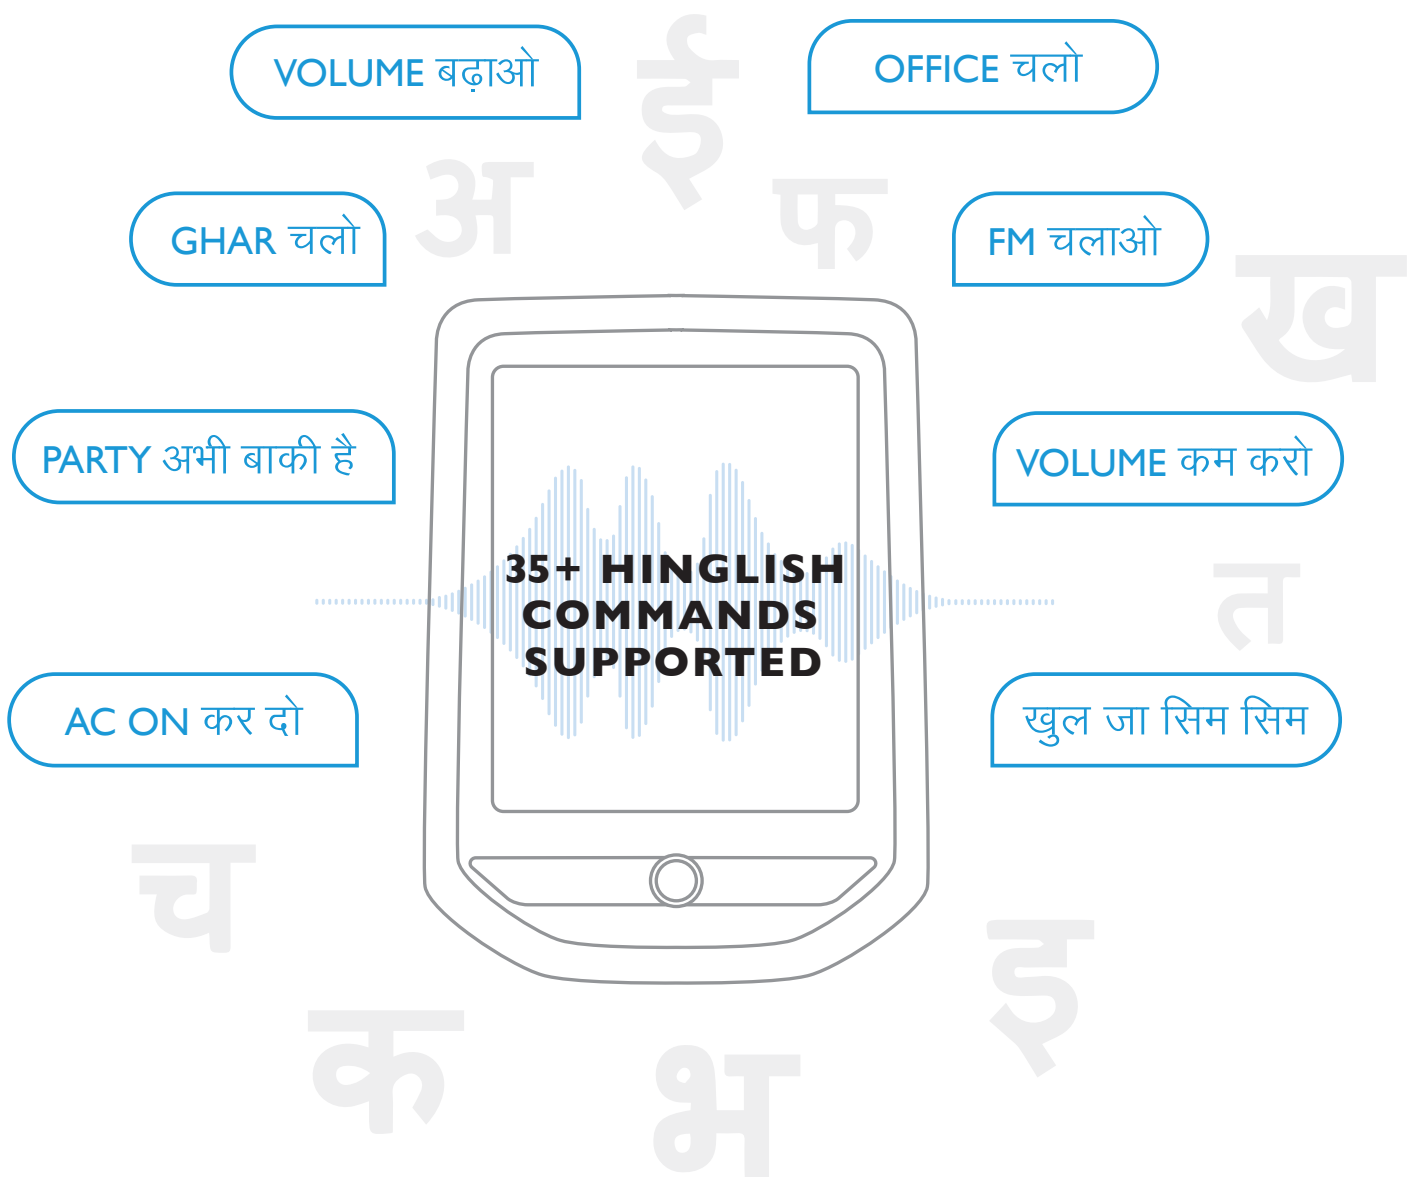 VOLUME बढ़ाओ
OFFICE चलो
ई
अ
फ
GHAR चलो
FM चलाओ
ख
PARTY अभी बाकी है
VOLUME कम करो
35+ HINGLISH
COMMANDS
SUPPORTED
त
AC ON कर दो
खुल जा सिम सिम
च
इ
क
भ